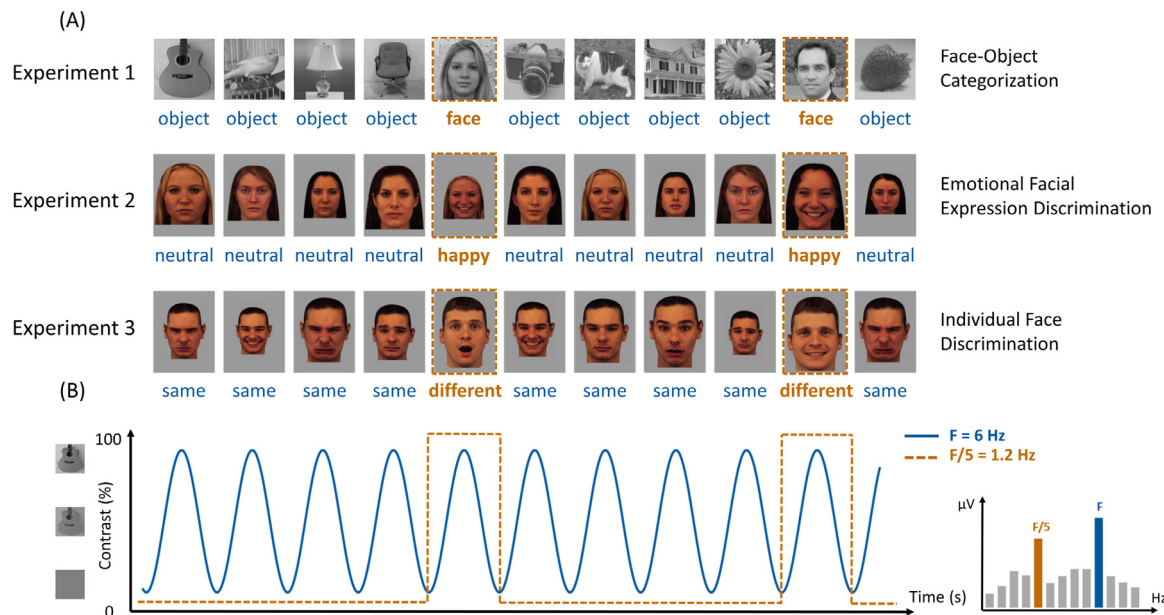 (A)
Experiment 1
Face-Object
Categorization
object object object object face object object object object face object
Experiment 2
Emotional Facial
Expression Discrimination
neutral neutral neutral neutral happy neutral neutral neutral neutral happy neutral
Experiment 3
Individual Face
Discrimination
same same same same different same same same same different same
(B)
100
Contrast (%)
0
F = 6 Hz
F/5 = 1.2 Hz
Time (s)
µV
F/5
F
Hz